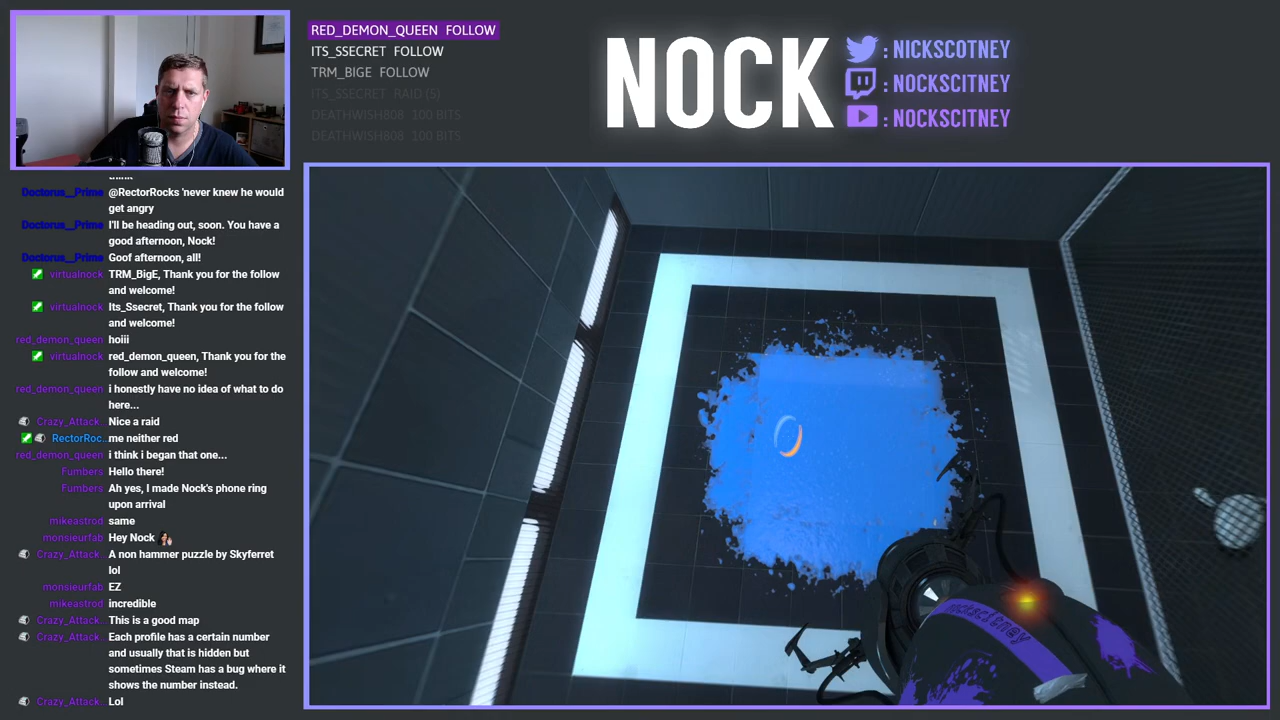 RED_DEMON_QUEEN FOLLOW
ITS_SSECRET FOLLOW
TRM_BIGE FOLLOW
ITS_SSECRET RAID (5)
DEATHWISH808 100 BITS
DEATHWISH808 100 BITS
NOCK
: NICKSCOTNEY
: NOCKSCITNEY
: NOCKSCITNEY
think
Doctorus__Prime @RectorRocks 'never knew he would
get angry
Doctorus__Prime I'll be heading out, soon. You have a
good afternoon, Nock!
Doctorus__Prime Goof afternoon, all!
virtualnock TRM_BigE, Thank you for the follow
and welcome!
virtualnock Its_Ssecret, Thank you for the follow
and welcome!
red_demon_queen hoiii
virtualnock red_demon_queen, Thank you for the
follow and welcome!
red_demon_queen i honestly have no idea of what to do
here...
Crazy_Attack.. Nice a raid
RectorRoc.. me neither red
red_demon_queen i think i began that one...
Fumbers Hello there!
Fumbers Ah yes, I made Nock's phone ring
upon arrival
mikeastrod same
monsieurfab Hey Nock
Crazy_Attack.. A non hammer puzzle by Skyferret
lol
monsieurfab EZ
mikeastrod incredible
Crazy_Attack.. This is a good map
Crazy_Attack.. Each profile has a certain number
and usually that is hidden but
sometimes Steam has a bug where it
shows the number instead.
Crazy_Attack.. Lol
nockscitney